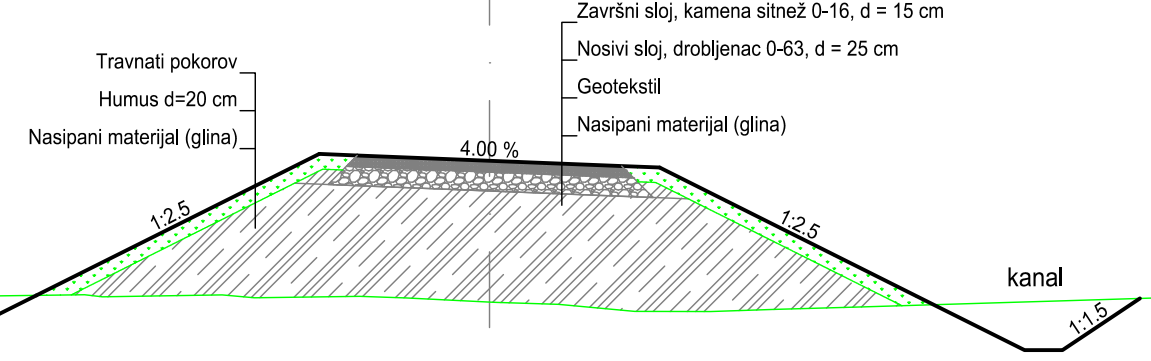 Završni sloj, kamena sitnež 0-16, d = 15 cm
Nosivi sloj, drobljenac 0-63, d = 25 cm
Geotekstil
Nasipani materijal (glina)
Travnati pokorov
Humus d=20 cm
Nasipani materijal (glina)
4.00 %
1:2.5
1:2.5
kanal
1:1.5